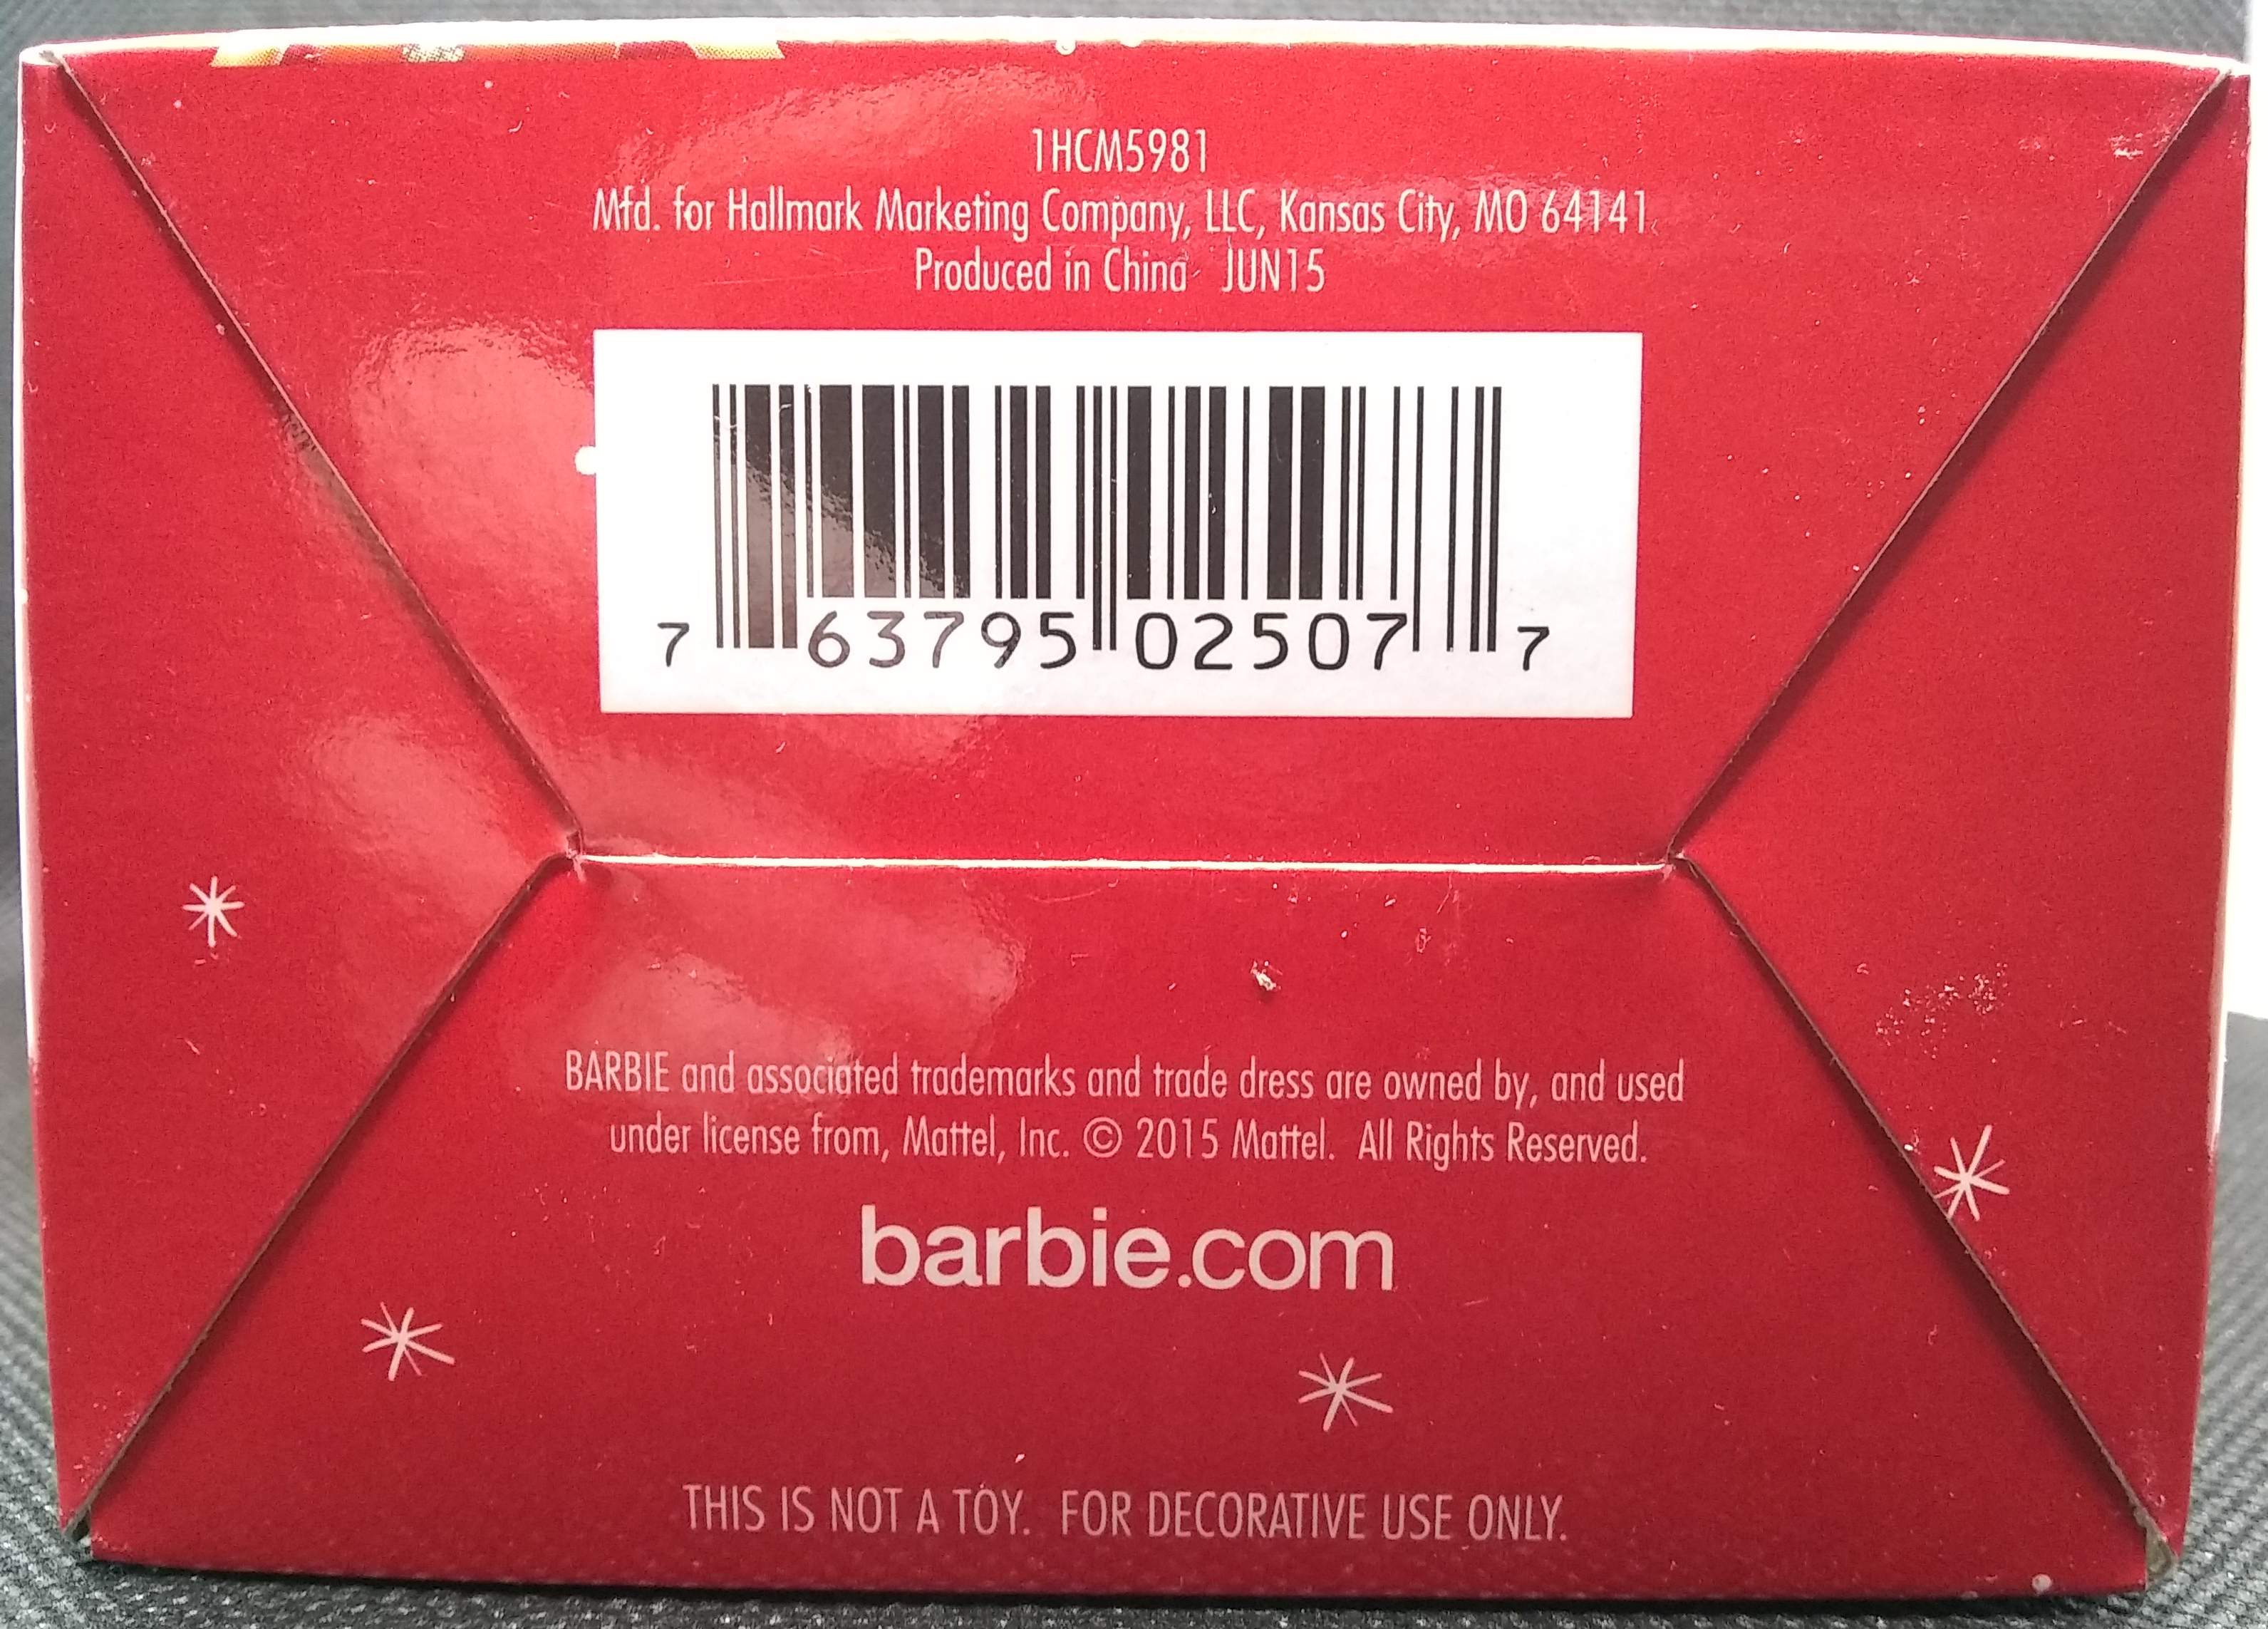 1HCM5981
Mfd. for Hallmark Marketing Company, LLC, Kansas City, MO 64141
Produced in China JUN15
7 63795 02507 7
BARBIE and associated trademarks and trade dress are owned by, and used
under license from, Mattel, Inc. © 2015 Mattel. All Rights Reserved.
barbie.com
THIS IS NOT A TOY. FOR DECORATIVE USE ONLY.